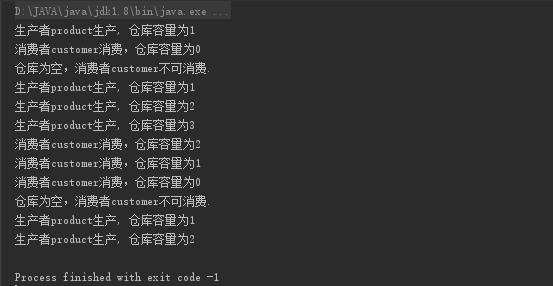 D:\JAVA\java\jdk1.8\bin\java.exe ...
生产者product生产, 仓库容量为1
消费者customer消费，仓库容量为0
仓库为空，消费者customer不可消费.
生产者product生产, 仓库容量为1
生产者product生产, 仓库容量为2
生产者product生产, 仓库容量为3
消费者customer消费，仓库容量为2
消费者customer消费，仓库容量为1
消费者customer消费，仓库容量为0
仓库为空，消费者customer不可消费.
生产者product生产, 仓库容量为1
生产者product生产, 仓库容量为2
Process finished with exit code -1